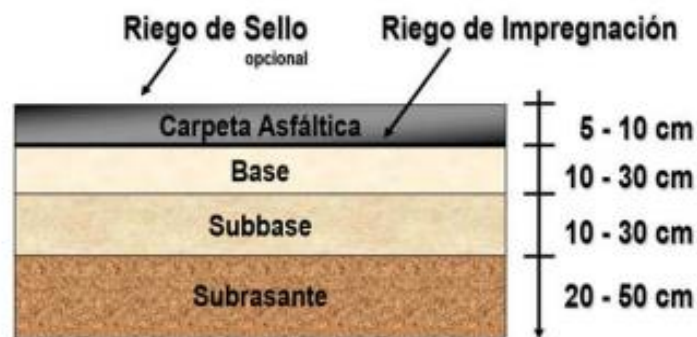 Riego de Sello
opcional
Riego de Impregnación
Carpeta Asfáltica
5 - 10 cm
Base
10 - 30 cm
Subbase
10 - 30 cm
Subrasante
20 - 50 cm